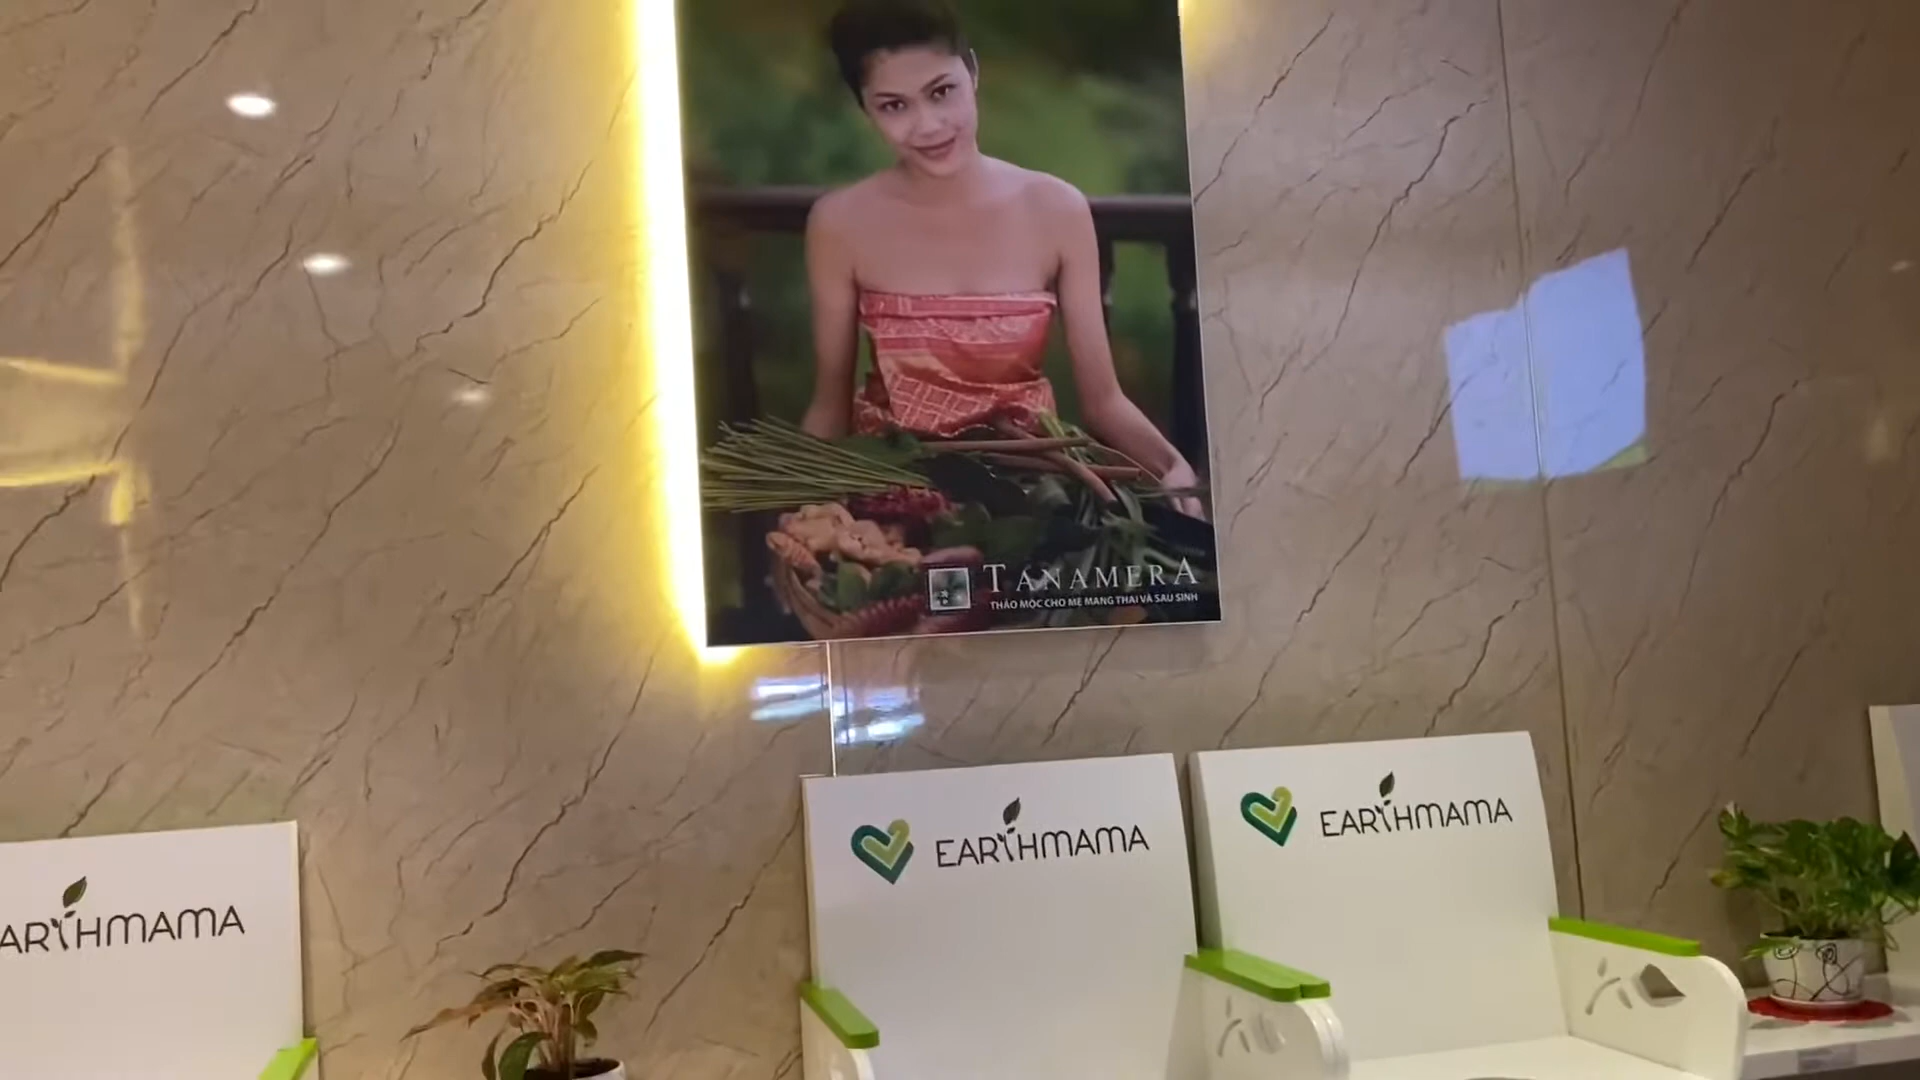 TANAMERA
THẢO MỘC CHO MẸ MANG THAI VÀ SAU SINH
EARTHMAMA
EARTHMAMA
ARTHMAMA